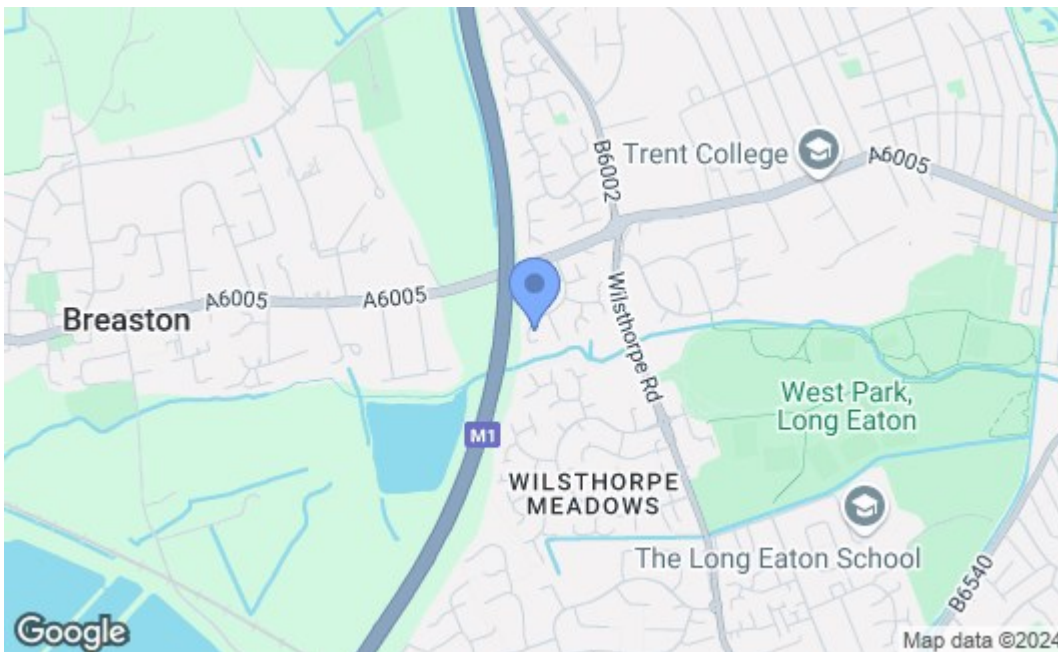 B6002
Trent College
A6005
A6005
A6005
Breaston
Wilsthorpe Rd
West Park,
Long Eaton
M1
WILSTHORPE
MEADOWS
The Long Eaton School
B6540
Google
Map data ©2024